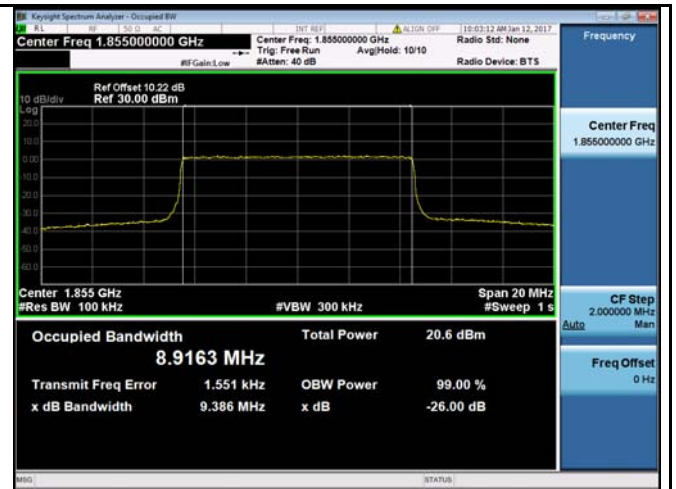 Keysight Spectrum Analyzer - Occupied BW
RL RF 50 Ω AC INT REF ALIGN OFF 10:03:12 AM Jan 12, 2017
Center Freq 1.855000000 GHz
Center Freq: 1.855000000 GHz
Radio Std: None
Trig: Free Run Avg|Hold: 10/10
#IFGain:Low #Atten: 40 dB Radio Device: BTS
Frequency
Ref Offset 10.22 dB
10 dB/div Ref 30.00 dBm
Log
20.0
10.0
0.00
-10.0
-20.0
-30.0
-40.0
-50.0
-60.0
Center 1.855 GHz Span 20 MHz
#Res BW 100 kHz #VBW 300 kHz #Sweep 1 s
Occupied Bandwidth Total Power 20.6 dBm
8.9163 MHz
Transmit Freq Error 1.551 kHz OBW Power 99.00 %
x dB Bandwidth 9.386 MHz x dB -26.00 dB
Center Freq
1.855000000 GHz
CF Step
2.000000 MHz
Auto Man
Freq Offset
0 Hz
MSG STATUS